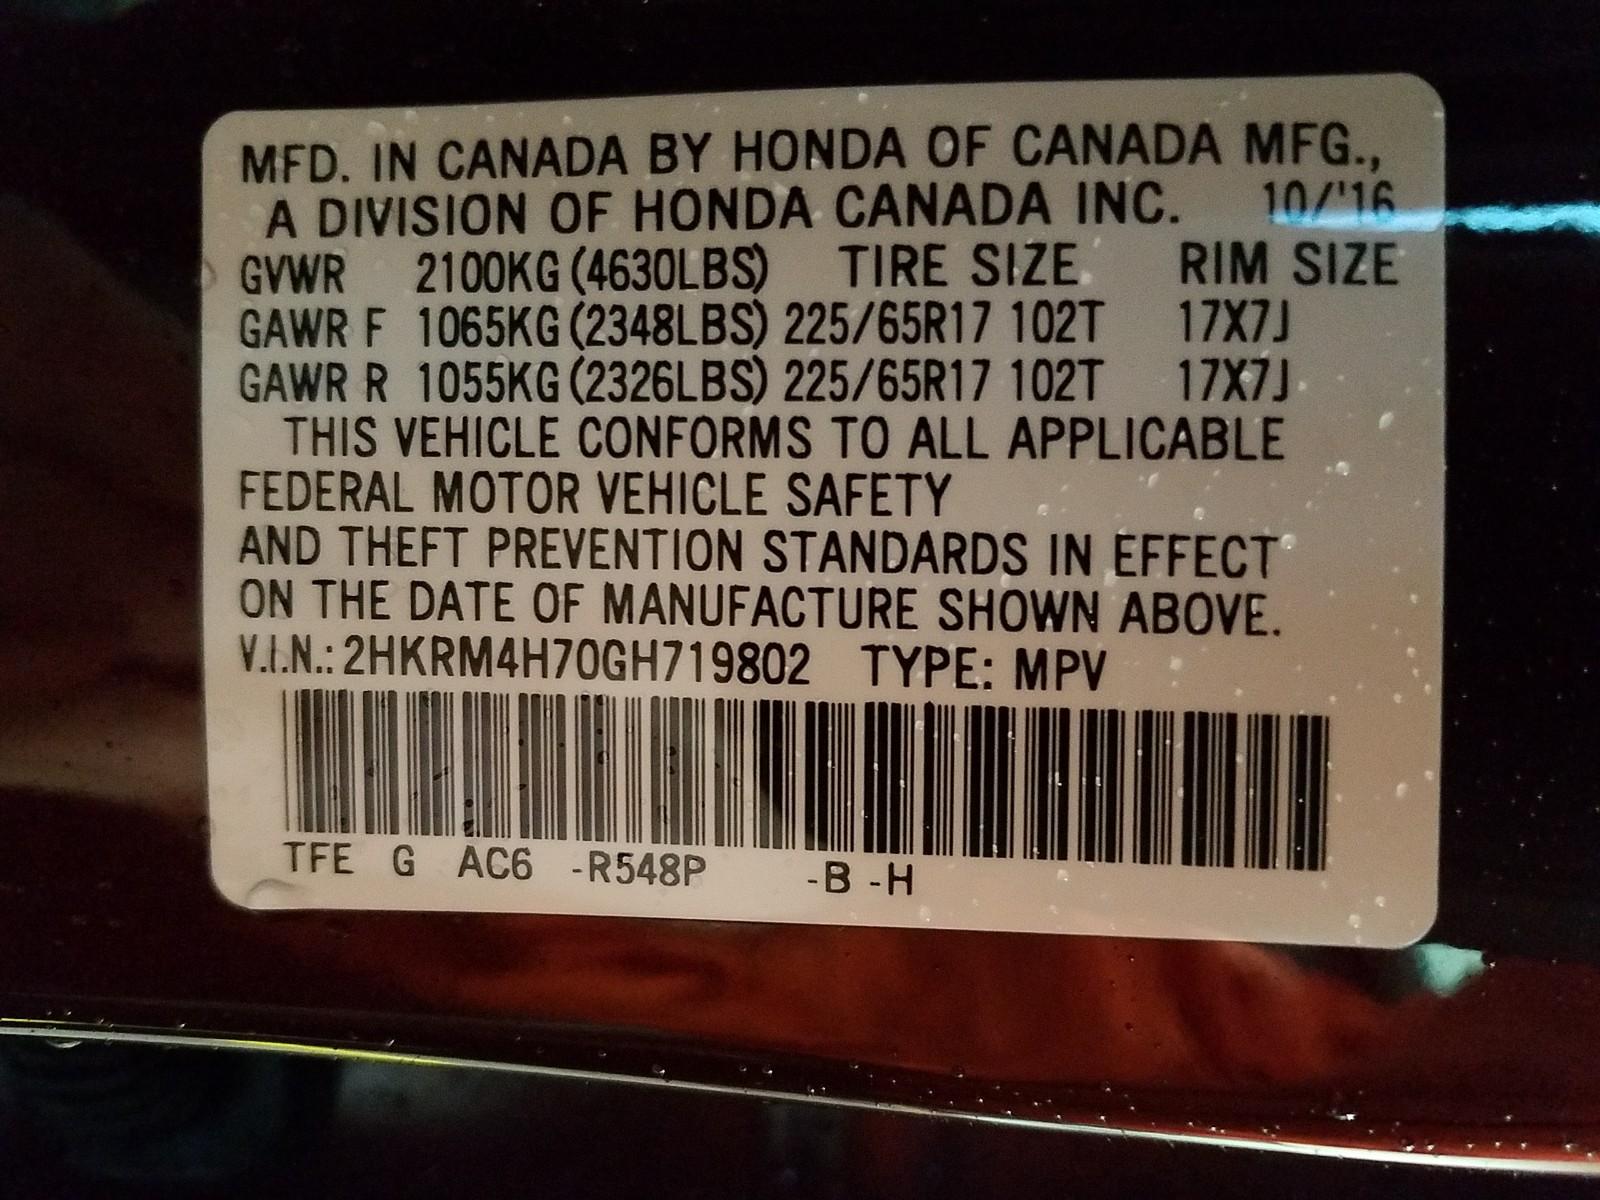 MFD. IN CANADA BY HONDA OF CANADA MFG.,
A DIVISION OF HONDA CANADA INC. 10/'16
GVWR 2100KG (4630LBS) TIRE SIZE RIM SIZE
GAWR F 1065KG (2348LBS) 225/65R17 102T 17X7J
GAWR R 1055KG (2326LBS) 225/65R17 102T 17X7J
THIS VEHICLE CONFORMS TO ALL APPLICABLE
FEDERAL MOTOR VEHICLE SAFETY
AND THEFT PREVENTION STANDARDS IN EFFECT
ON THE DATE OF MANUFACTURE SHOWN ABOVE.
V.I.N.: 2HKRM4H70GH719802 TYPE: MPV
TFE G AC6 -R548P -B -H